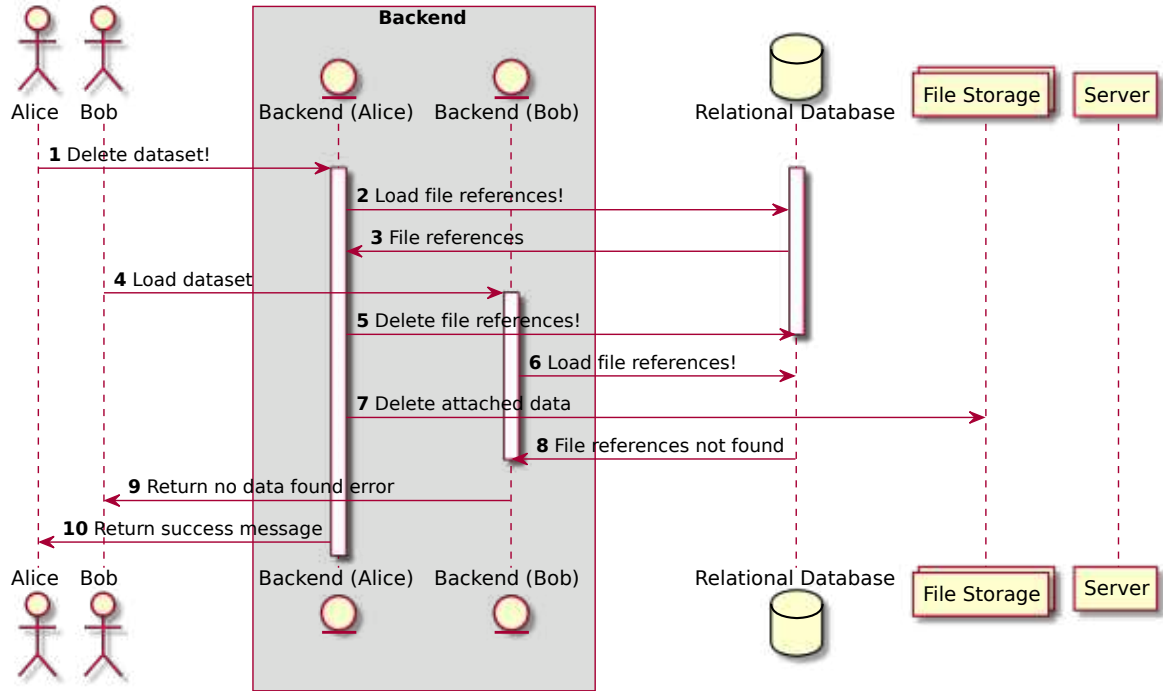 Backend
Alice
Bob
Backend (Alice)
Backend (Bob)
Relational Database
File Storage
Server
1 Delete dataset!
2 Load file references!
3 File references
4 Load dataset
5 Delete file references!
6 Load file references!
7 Delete attached data
8 File references not found
9 Return no data found error
10 Return success message
Alice
Bob
Backend (Alice)
Backend (Bob)
Relational Database
File Storage
Server